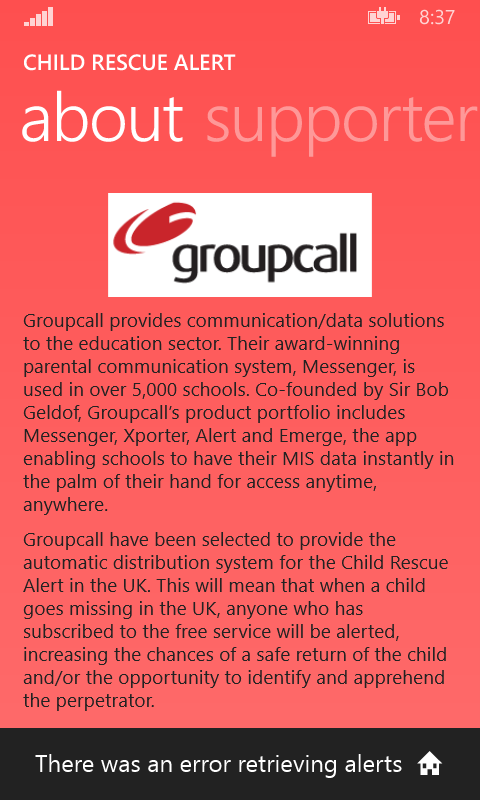 8:37
CHILD RESCUE ALERT
about supporter
groupcall
Groupcall provides communication/data solutions
to the education sector. Their award-winning
parental communication system, Messenger, is
used in over 5,000 schools. Co-founded by Sir Bob
Geldof, Groupcall's product portfolio includes
Messenger, Xporter, Alert and Emerge, the app
enabling schools to have their MIS data instantly in
the palm of their hand for access anytime,
anywhere.
Groupcall have been selected to provide the
automatic distribution system for the Child Rescue
Alert in the UK. This will mean that when a child
goes missing in the UK, anyone who has
subscribed to the free service will be alerted,
increasing the chances of a safe return of the child
and/or the opportunity to identify and apprehend
the perpetrator.
There was an error retrieving alerts